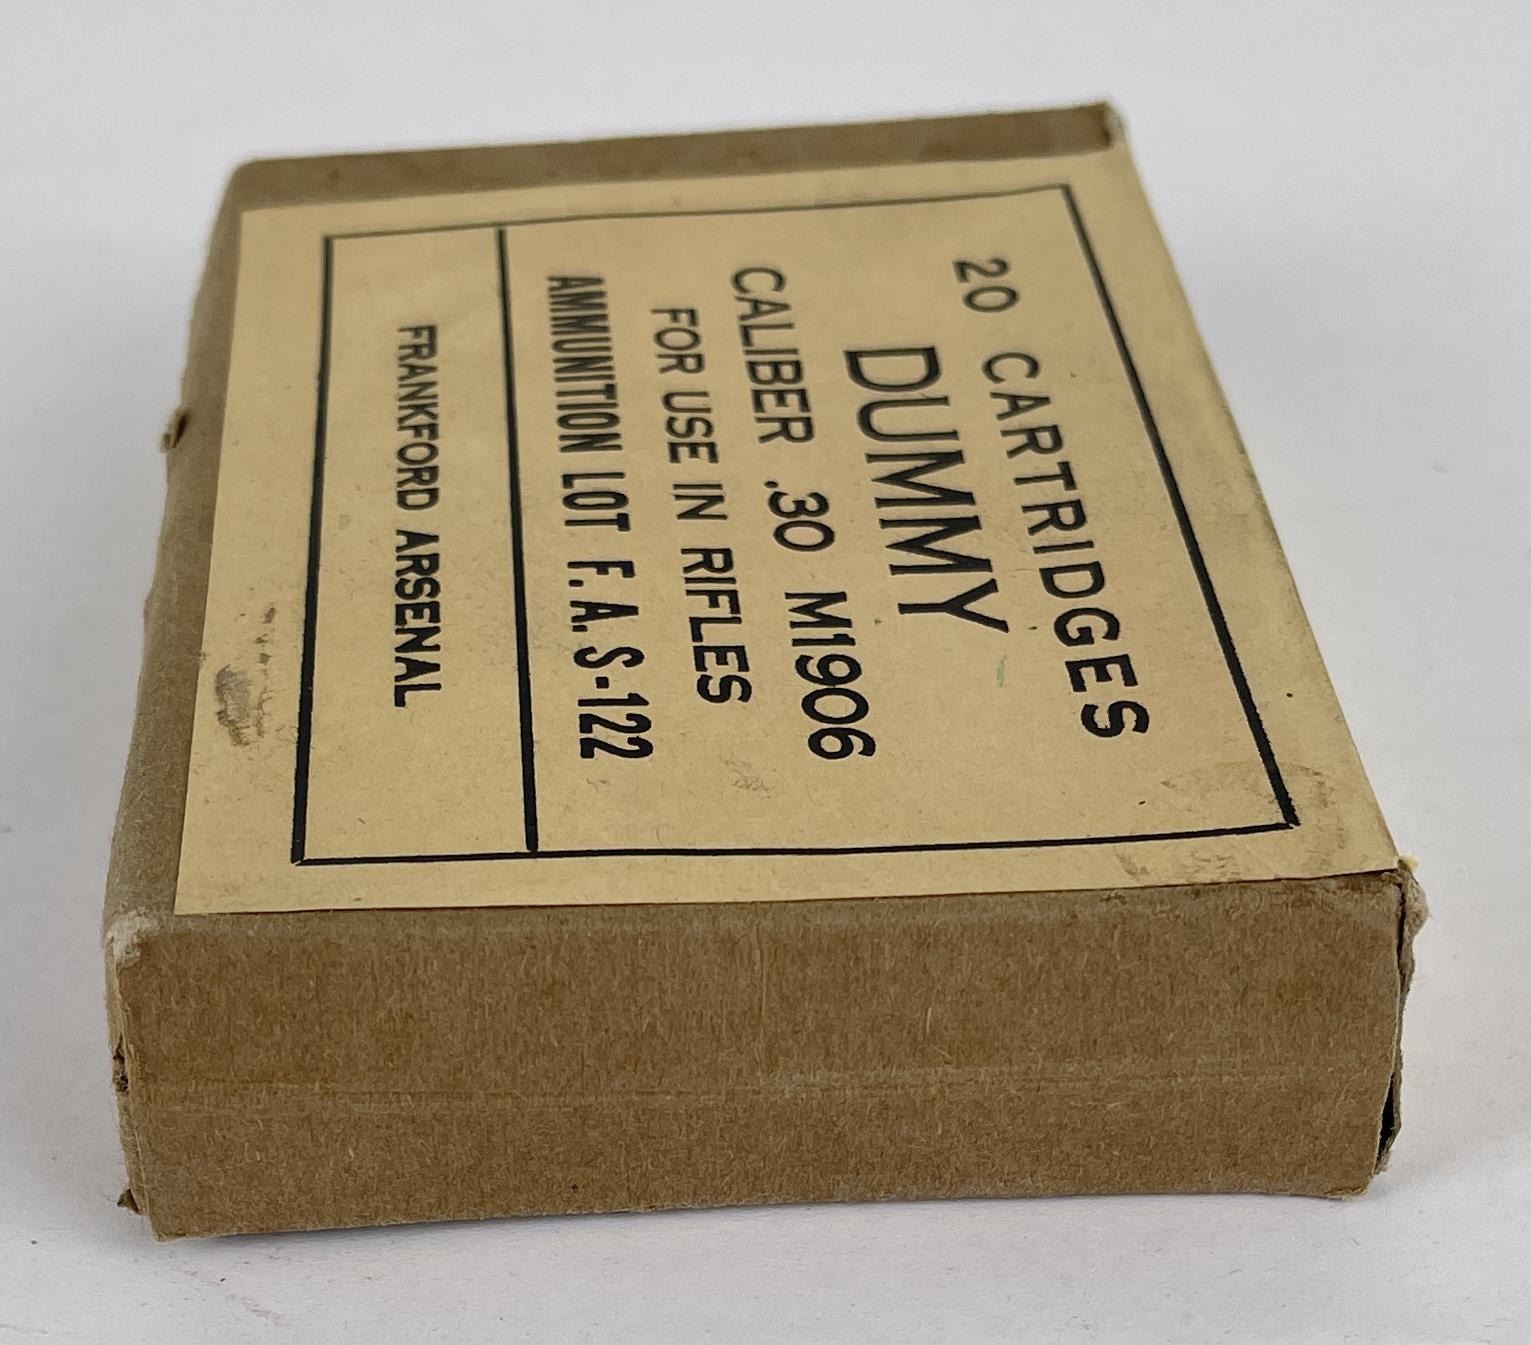 20 CARTRIDGES
DUMMY
CALIBER .30 M1906
FOR USE IN RIFLES
AMMUNITION LOT F.A. S-122
FRANKFORD ARSENAL